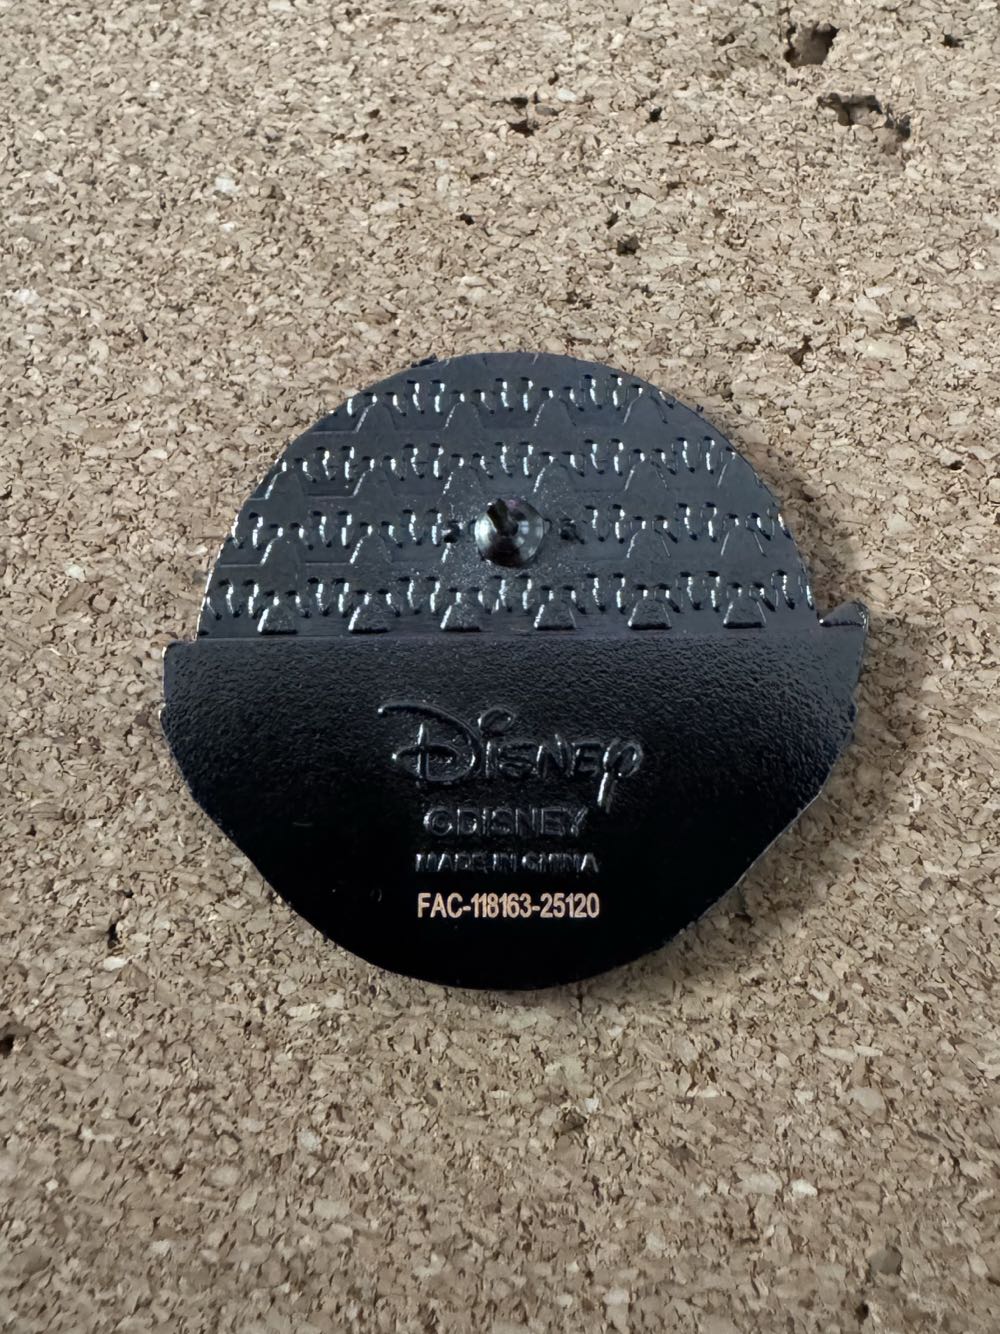 Disney
©DISNEY
MADE IN CHINA
FAC-118163-25120